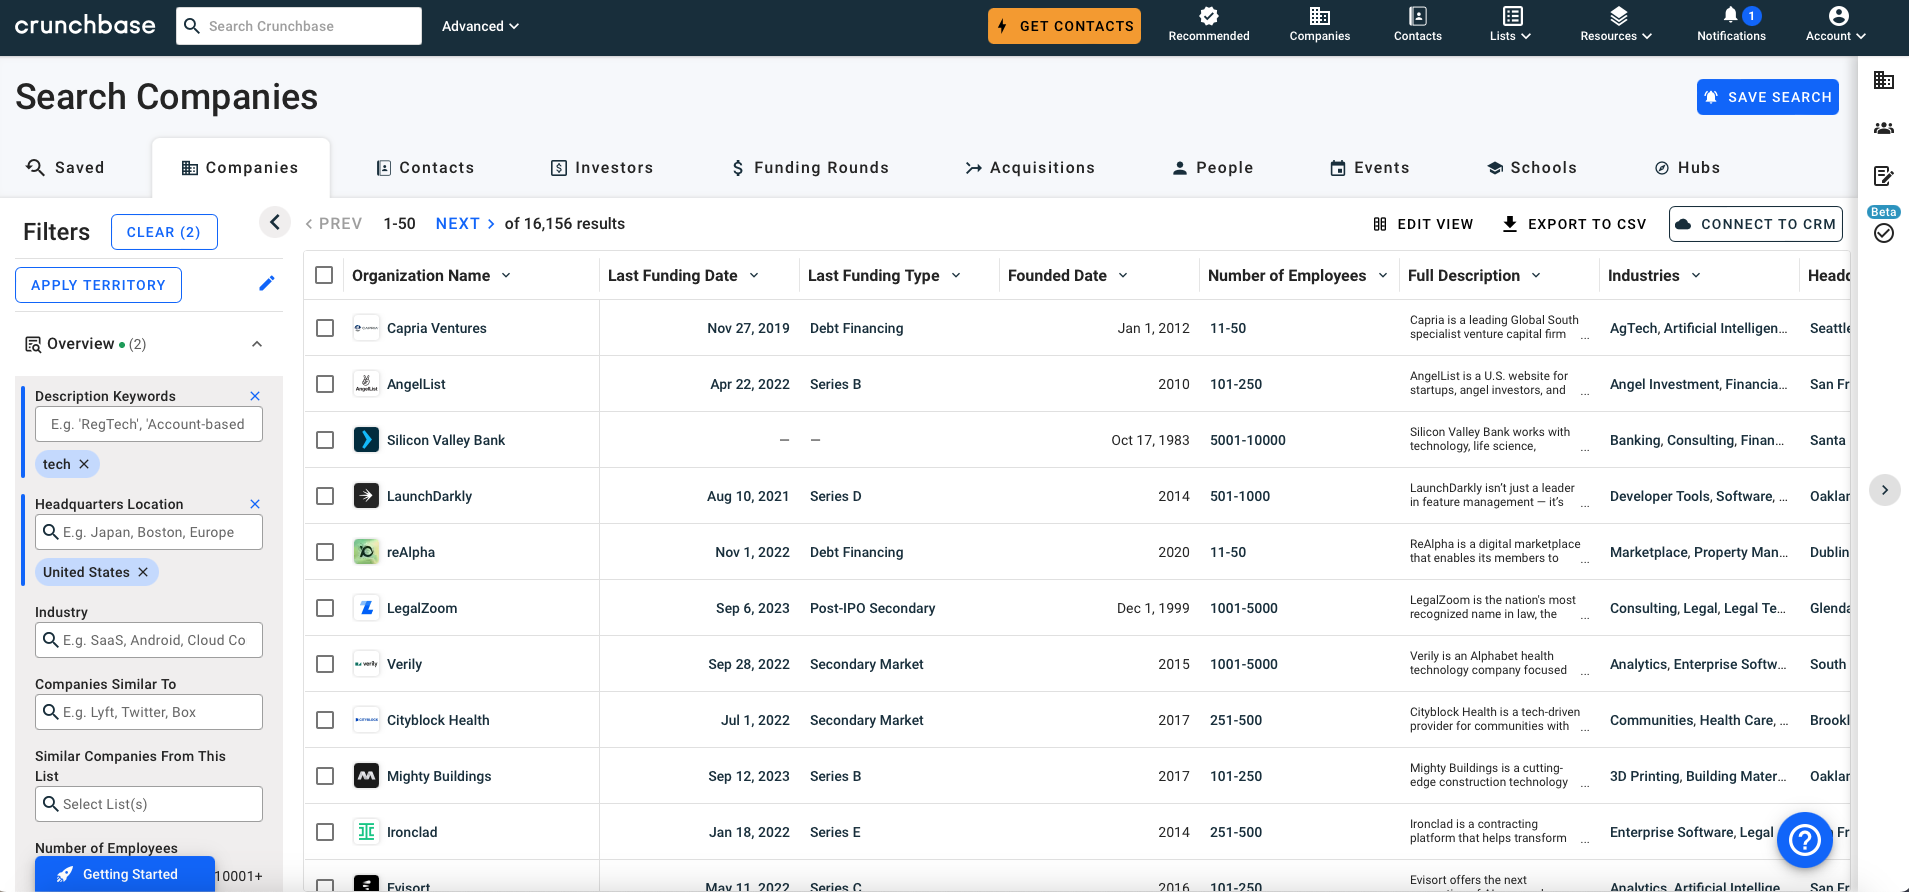 crunchbase
Search Crunchbase
Advanced
GET CONTACTS
Recommended
Companies
Contacts
Lists
Resources
1
Notifications
Account
Search Companies
SAVE SEARCH
Saved
Companies
Contacts
Investors
Funding Rounds
Acquisitions
People
Events
Schools
Hubs
Beta
Filters
CLEAR (2)
APPLY TERRITORY
Overview • (2)
Description Keywords
E.g. 'RegTech', 'Account-based
tech
Headquarters Location
E.g. Japan, Boston, Europe
United States
Industry
E.g. SaaS, Android, Cloud Co
Companies Similar To
E.g. Lyft, Twitter, Box
Similar Companies From This
List
Select List(s)
Number of Employees
Getting Started
10001+
PREV 1-50 NEXT of 16,156 results
EDIT VIEW
EXPORT TO CSV
CONNECT TO CRM
Organization Name Last Funding Date Last Funding Type Founded Date Number of Employees Full Description Industries Headq
Capria Ventures Nov 27, 2019 Debt Financing Jan 1, 2012 11-50
Capria is a leading Global South
specialist venture capital firm ...
AgTech, Artificial Intelligen... Seattle
AngelList
AngelList Apr 22, 2022 Series B 2010 101-250
AngelList is a U.S. website for
startups, angel investors, and ...
Angel Investment, Financia... San Fr
Silicon Valley Bank — — Oct 17, 1983 5001-10000
Silicon Valley Bank works with
technology, life science, ...
Banking, Consulting, Finan... Santa
LaunchDarkly Aug 10, 2021 Series D 2014 501-1000
LaunchDarkly isn’t just a leader
in feature management — it’s ...
Developer Tools, Software, ... Oaklan
reAlpha Nov 1, 2022 Debt Financing 2020 11-50
ReAlpha is a digital marketplace
that enables its members to ...
Marketplace, Property Man... Dublin
LegalZoom Sep 6, 2023 Post-IPO Secondary Dec 1, 1999 1001-5000
LegalZoom is the nation's most
recognized name in law, the ...
Consulting, Legal, Legal Te... Glenda
verily
Verily Sep 28, 2022 Secondary Market 2015 1001-5000
Verily is an Alphabet health
technology company focused ...
Analytics, Enterprise Softw... South
CITYBLOCK
Cityblock Health Jul 1, 2022 Secondary Market 2017 251-500
Cityblock Health is a tech-driven
provider for communities with ...
Communities, Health Care, ... Brookl
Mighty Buildings Sep 12, 2023 Series B 2017 101-250
Mighty Buildings is a cutting-
edge construction technology ...
3D Printing, Building Mater... Oaklan
Ironclad Jan 18, 2022 Series E 2014 251-500
Ironclad is a contracting
platform that helps transform ...
Enterprise Software, Legal Fr
Evisort May 11, 2022 Series C 2016 101-250
Evisort offers the next
Analytics, Artificial Intellige San Fr